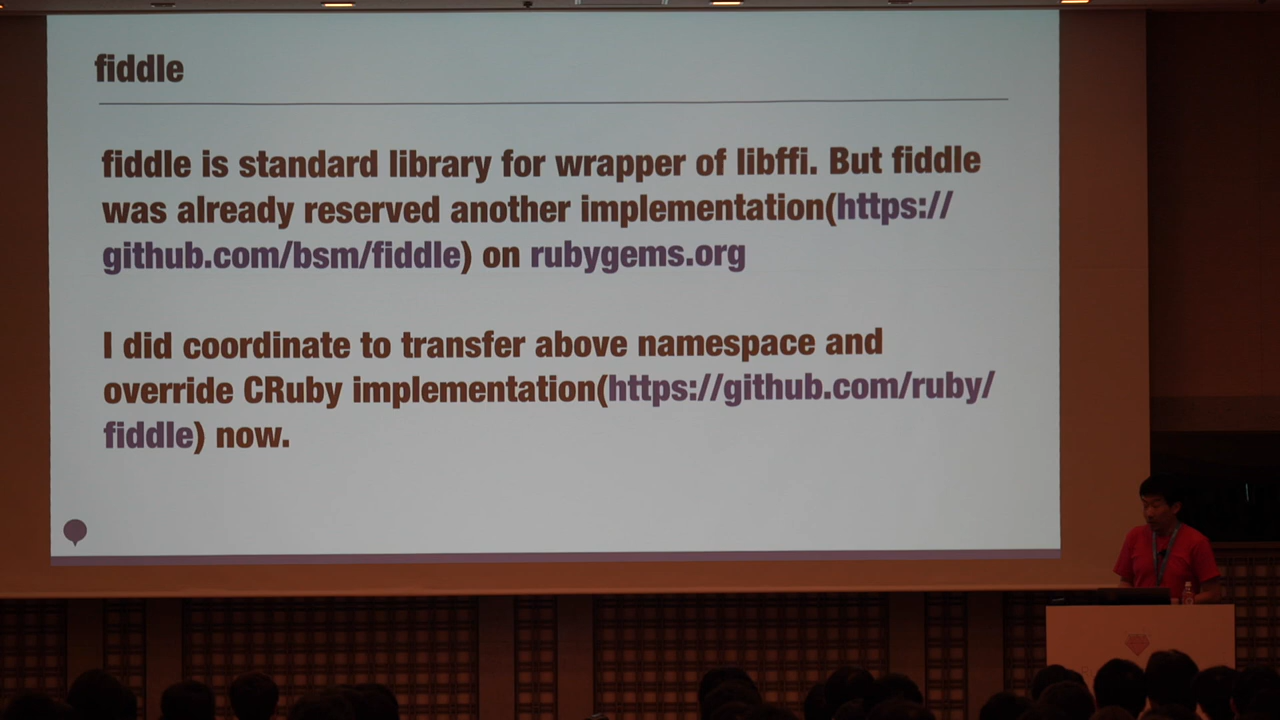 fiddle
fiddle is standard library for wrapper of libffi. But fiddle
was already reserved another implementation(https://
github.com/bsm/fiddle) on rubygems.org
I did coordinate to transfer above namespace and
override CRuby implementation(https://github.com/ruby/
fiddle) now.